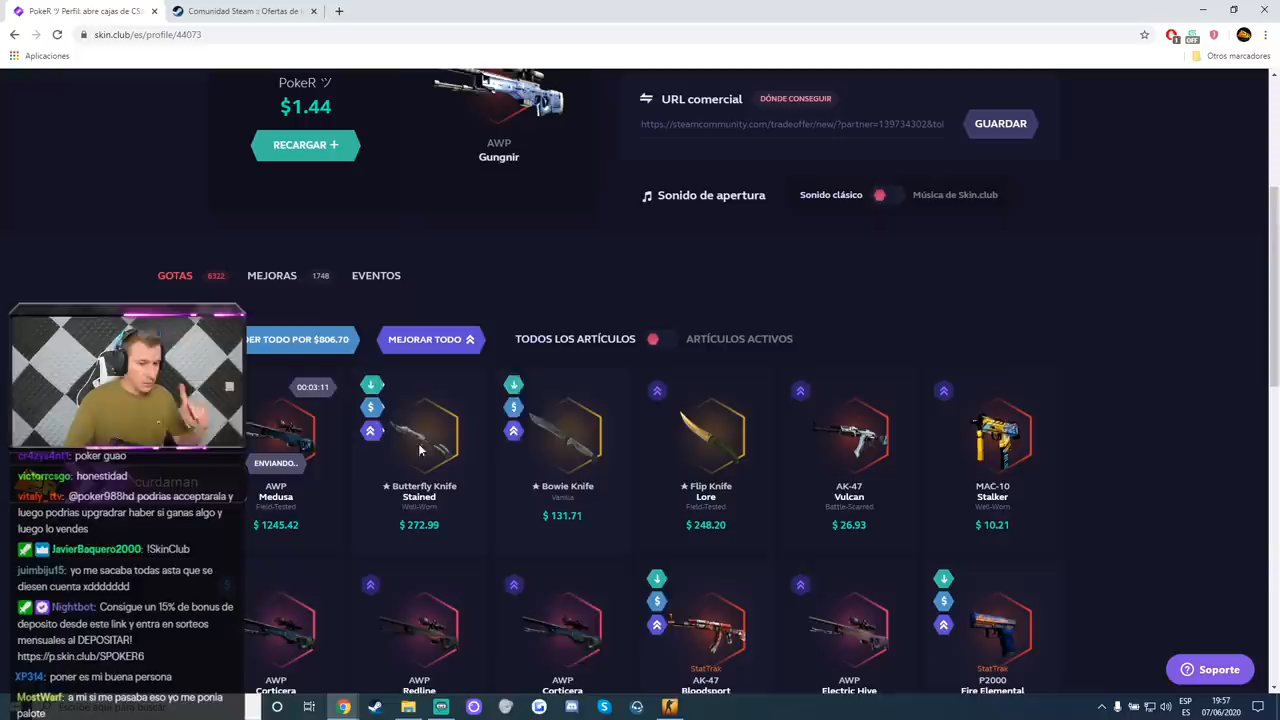 PokeR ツ Perfil: abre cajas de CS
Comunidad Steam :: Ofertas de i
skin.club/es/profile/44073
Aplicaciones
Otros marcadores
PokeR ツ
$1.44
RECARGAR +
AWP
Gungnir
URL comercial
DÓNDE CONSEGUIR
https://steamcommunity.com/tradeoffer/new/?partner=139734302&tol
GUARDAR
Sonido de apertura
Sonido clásico
Música de Skin.club
GOTAS 6322
MEJORAS 1748
EVENTOS
DER TODO POR $806.70
MEJORAR TODO
TODOS LOS ARTÍCULOS
ARTÍCULOS ACTIVOS
00:03:11
ENVIANDO..
AWP
Medusa
Field-Tested
$ 1245.42
★ Butterfly Knife
Stained
Well-Worn
$ 272.99
★ Bowie Knife
Vanilla
$ 131.71
★ Flip Knife
Lore
Field-Tested
$ 248.20
AK-47
Vulcan
Battle-Scarred
$ 26.93
MAC-10
Stalker
Well-Worn
$ 10.21
AWP
Corticera
AWP
Redline
AWP
Corticera
StatTrak
AK-47
Bloodsport
AWP
Electric Hive
StatTrak
P2000
Fire Elemental
Soporte
cr4zys4nt1: poker guao
victorrcsgo: honestidad
curdaman
vitaly_ttv: @poker988hd podrias acceptarala y
luego podrias upgradrar haber si ganas algo y
luego lo vendes
JavierBaquero2000: !SkinClub
juimbiju15: yo me sacaba todas asta que se
diesen cuenta xdddddd
Nightbot: Consigue un 15% de bonus de
deposito desde este link y entra en sorteos
mensuales al DEPOSITAR!
https://p.skin.club/SPOKER6
XP314: poner es mi buena persona
MostWarf: a mi si me pasaba eso yo me ponia
palote
Escribe aquí para buscar
ESP
ES
19:57
07/06/2020